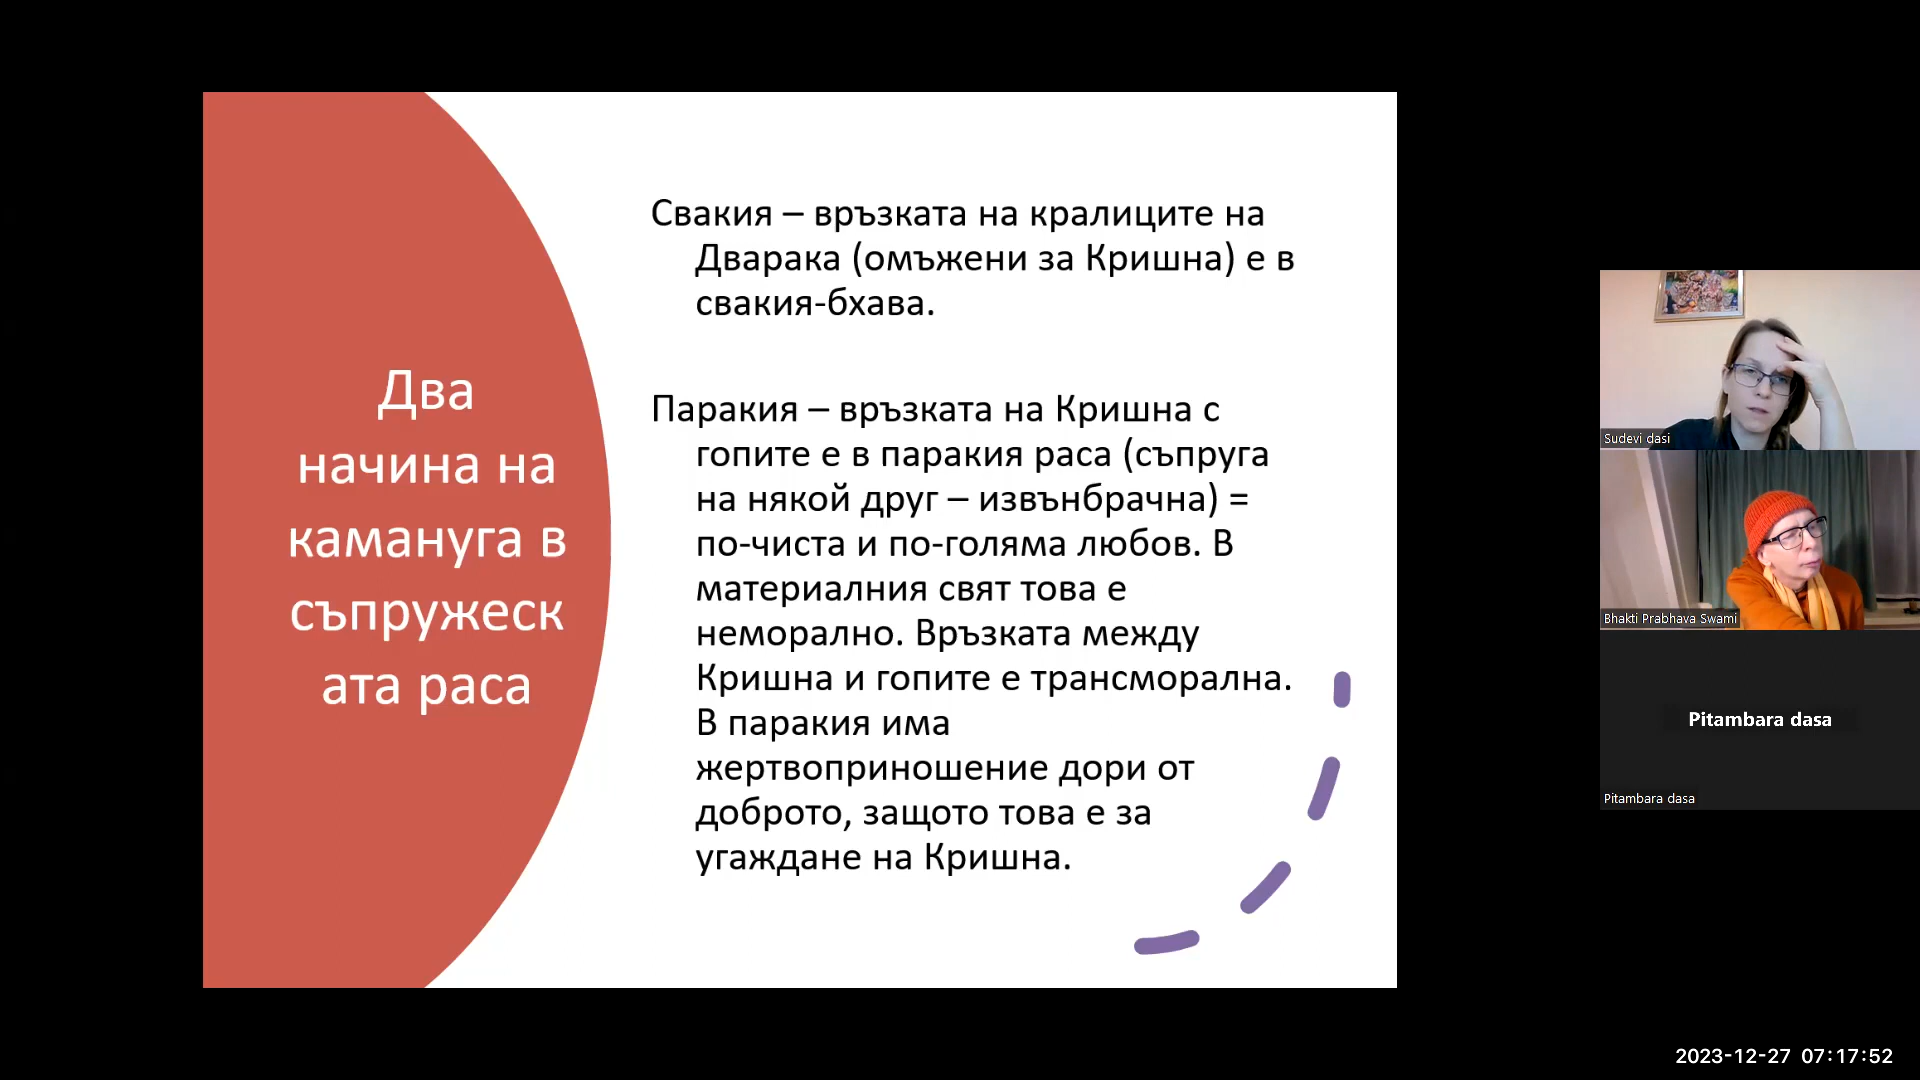 Два
начина на
камануга в
съпружеск
ата раса
Свакия – връзката на кралиците на
Дварака (омъжени за Кришна) е в
свакия-бхава.
Паракия – връзката на Кришна с
гопите е в паракия раса (съпруга
на някой друг – извънбрачна) =
по-чиста и по-голяма любов. В
материалния свят това е
неморално. Връзката между
Кришна и гопите е трансморална.
В паракия има
жертвоприношение дори от
доброто, защото това е за
угаждане на Кришна.
Sudevi dasi
Bhakti Prabhava Swami
Pitambara dasa
Pitambara dasa
2023-12-27 07:17:52